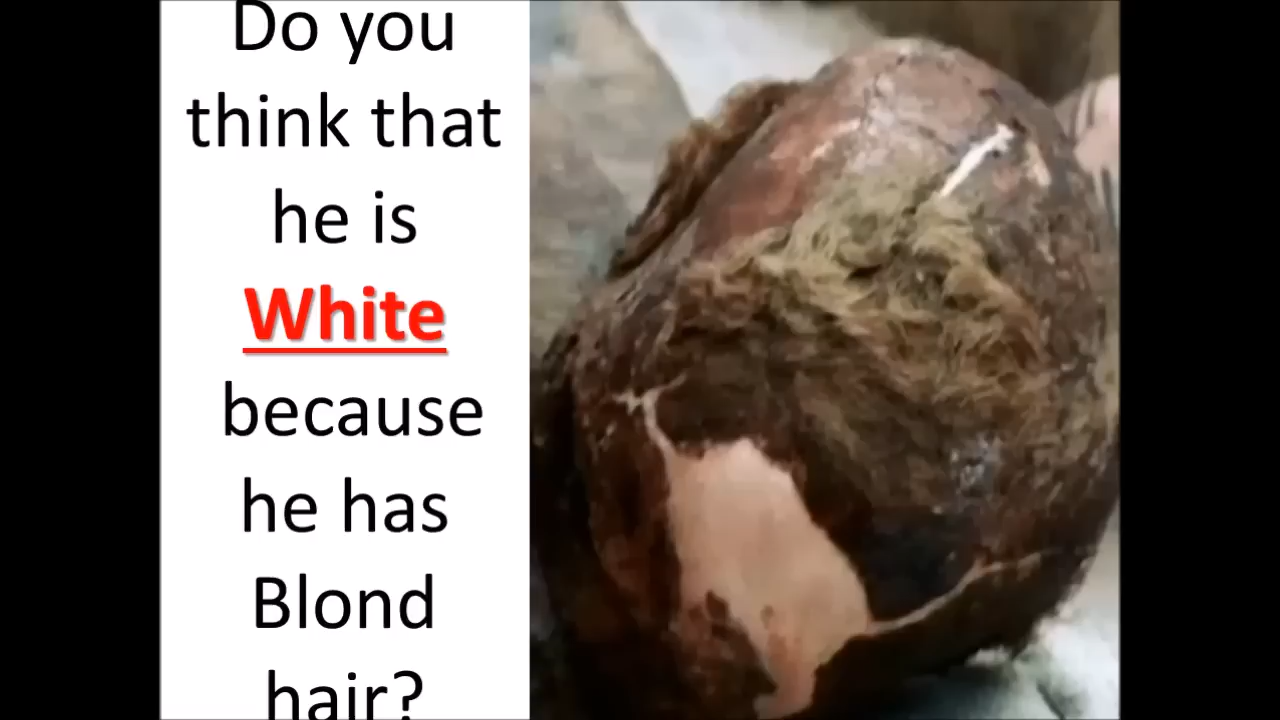 Do you
think that
he is
White
because
he has
Blond
hair?